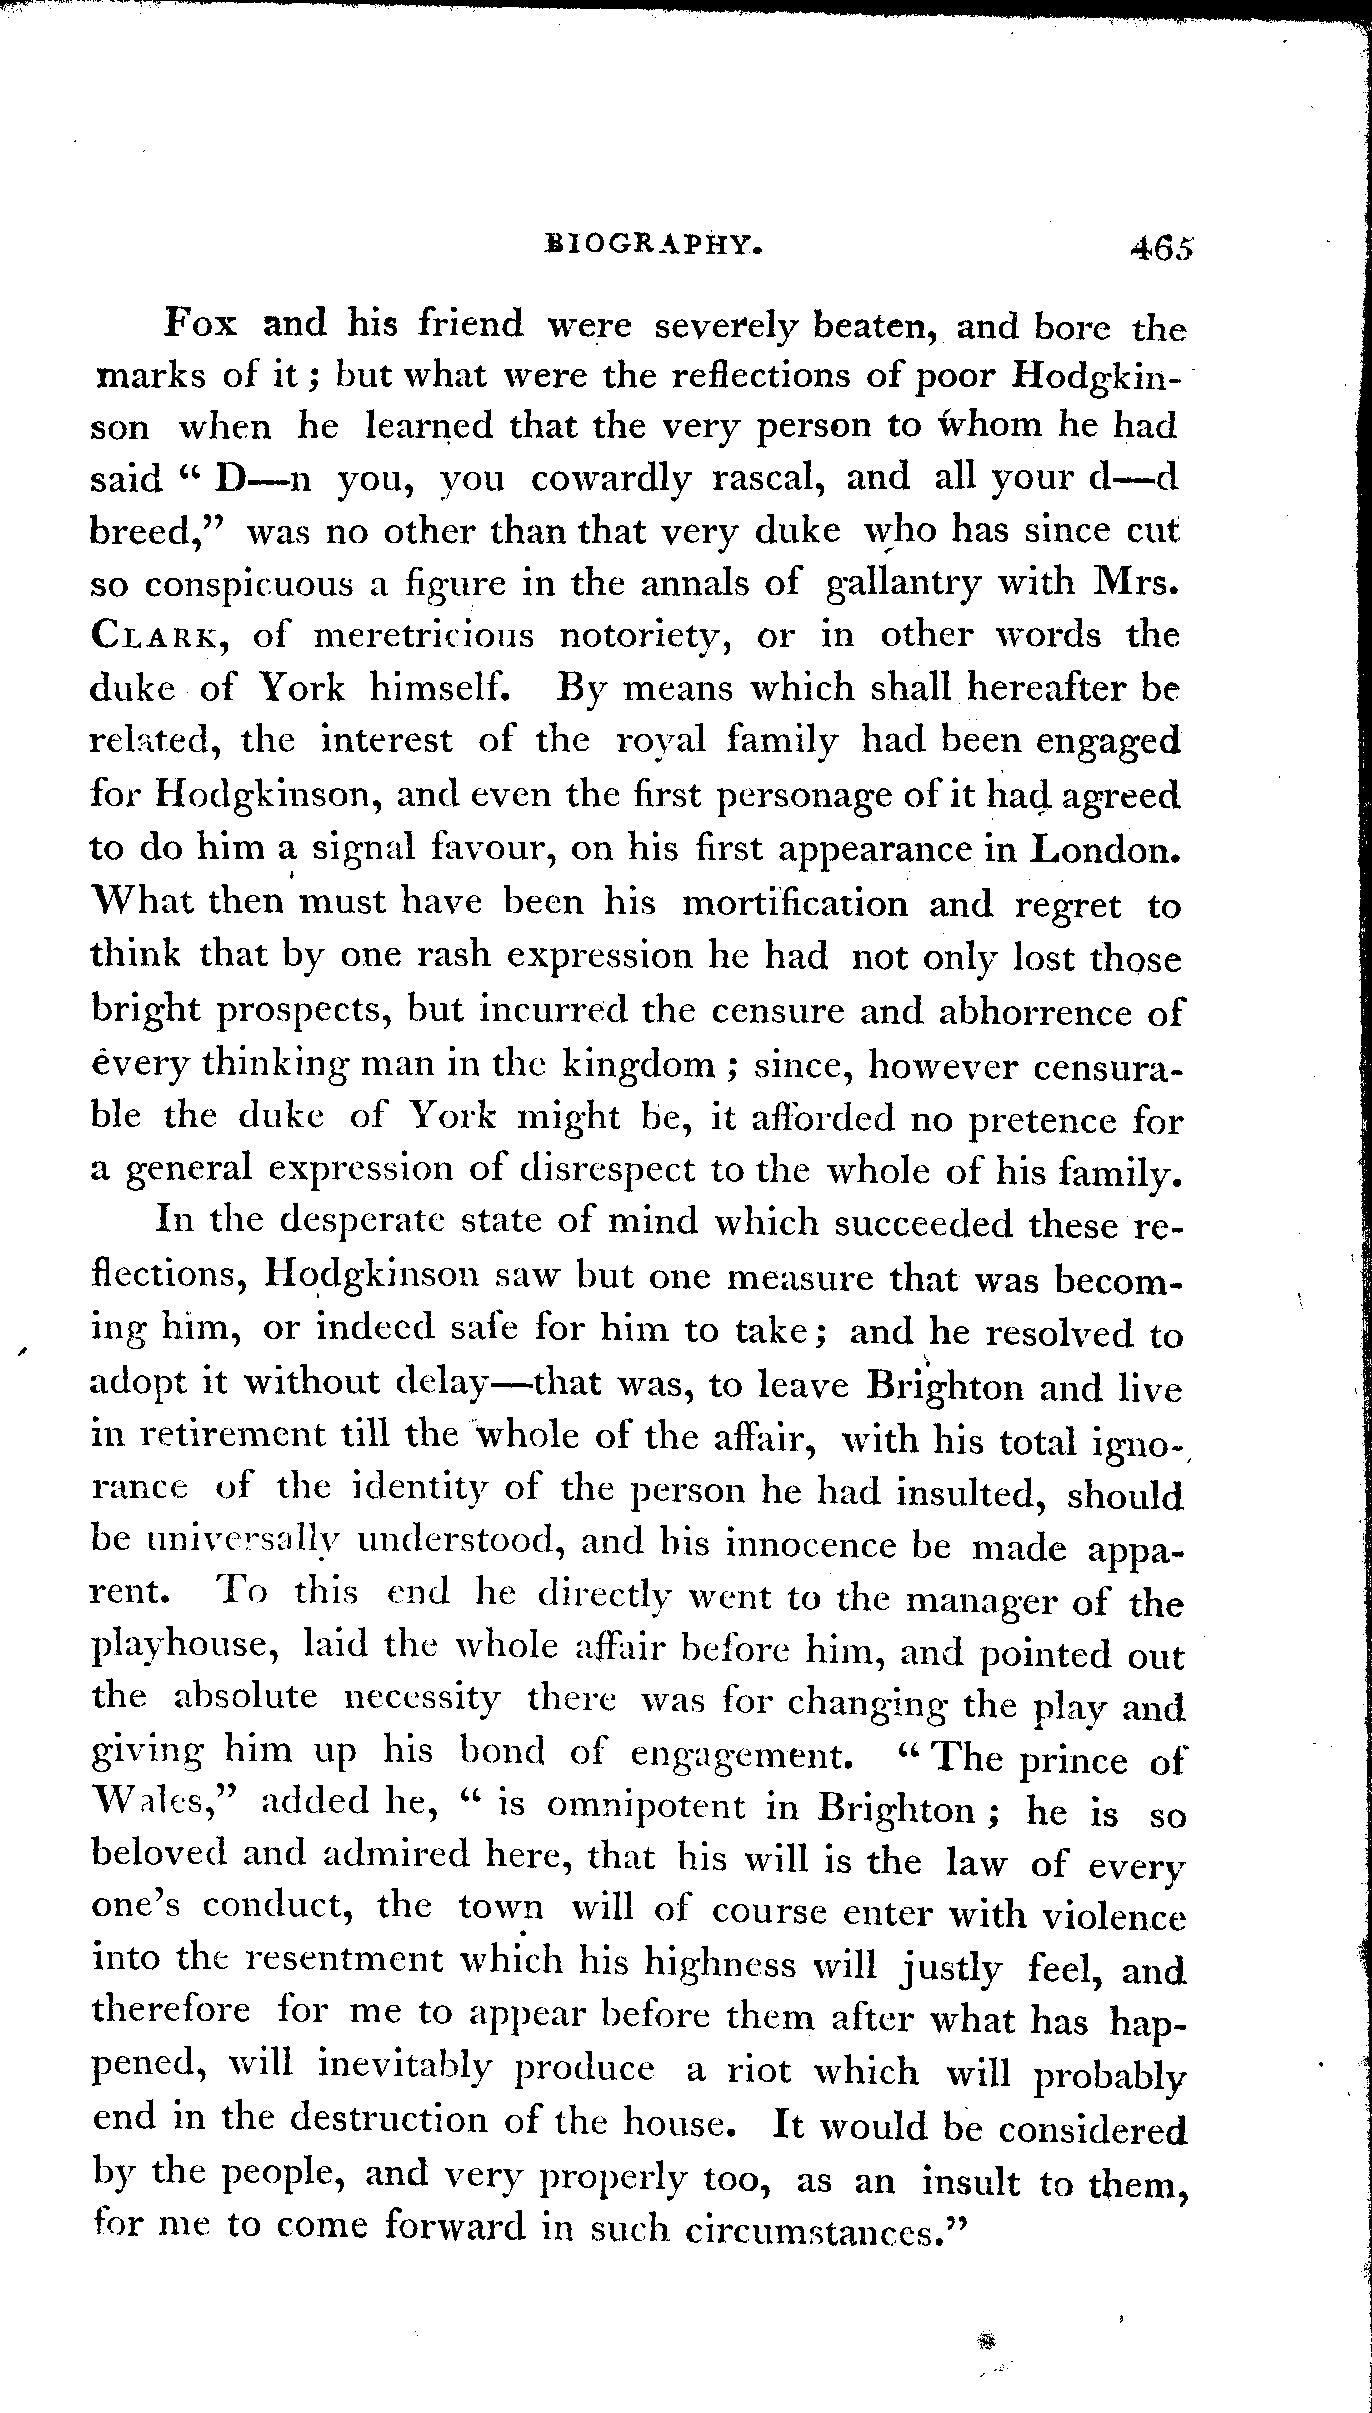 BIOGRAPHY. 465
Fox and his friend were severely beaten, and bore the
marks of it ; but what were the reflections of poor Hodgkin-
son when he learned that the very person to whom he had
said “ D—n you, you cowardly rascal, and all your d—d
breed,” was no other than that very duke who has since cut
so conspicuous a figure in the annals of gallantry with Mrs.
CLARK, of meretricious notoriety, or in other words the
duke of York himself. By means which shall hereafter be
related, the interest of the royal family had been engaged
for Hodgkinson, and even the first personage of it had agreed
to do him a signal favour, on his first appearance in London.
What then must have been his mortification and regret to
think that by one rash expression he had not only lost those
bright prospects, but incurred the censure and abhorrence of
every thinking man in the kingdom ; since, however censura-
ble the duke of York might be, it afforded no pretence for
a general expression of disrespect to the whole of his family.
In the desperate state of mind which succeeded these re-
flections, Hodgkinson saw but one measure that was becom-
ing him, or indeed safe for him to take; and he resolved to
adopt it without delay—that was, to leave Brighton and live
in retirement till the whole of the affair, with his total igno-
rance of the identity of the person he had insulted, should
be universally understood, and his innocence be made appa-
rent. To this end he directly went to the manager of the
playhouse, laid the whole affair before him, and pointed out
the absolute necessity there was for changing the play and
giving him up his bond of engagement. “ The prince of
Wales,” added he, “ is omnipotent in Brighton ; he is so
beloved and admired here, that his will is the law of every
one’s conduct, the town will of course enter with violence
into the resentment which his highness will justly feel, and
therefore for me to appear before them after what has hap-
pened, will inevitably produce a riot which will probably
end in the destruction of the house. It would be considered
by the people, and very properly too, as an insult to them,
for me to come forward in such circumstances.”